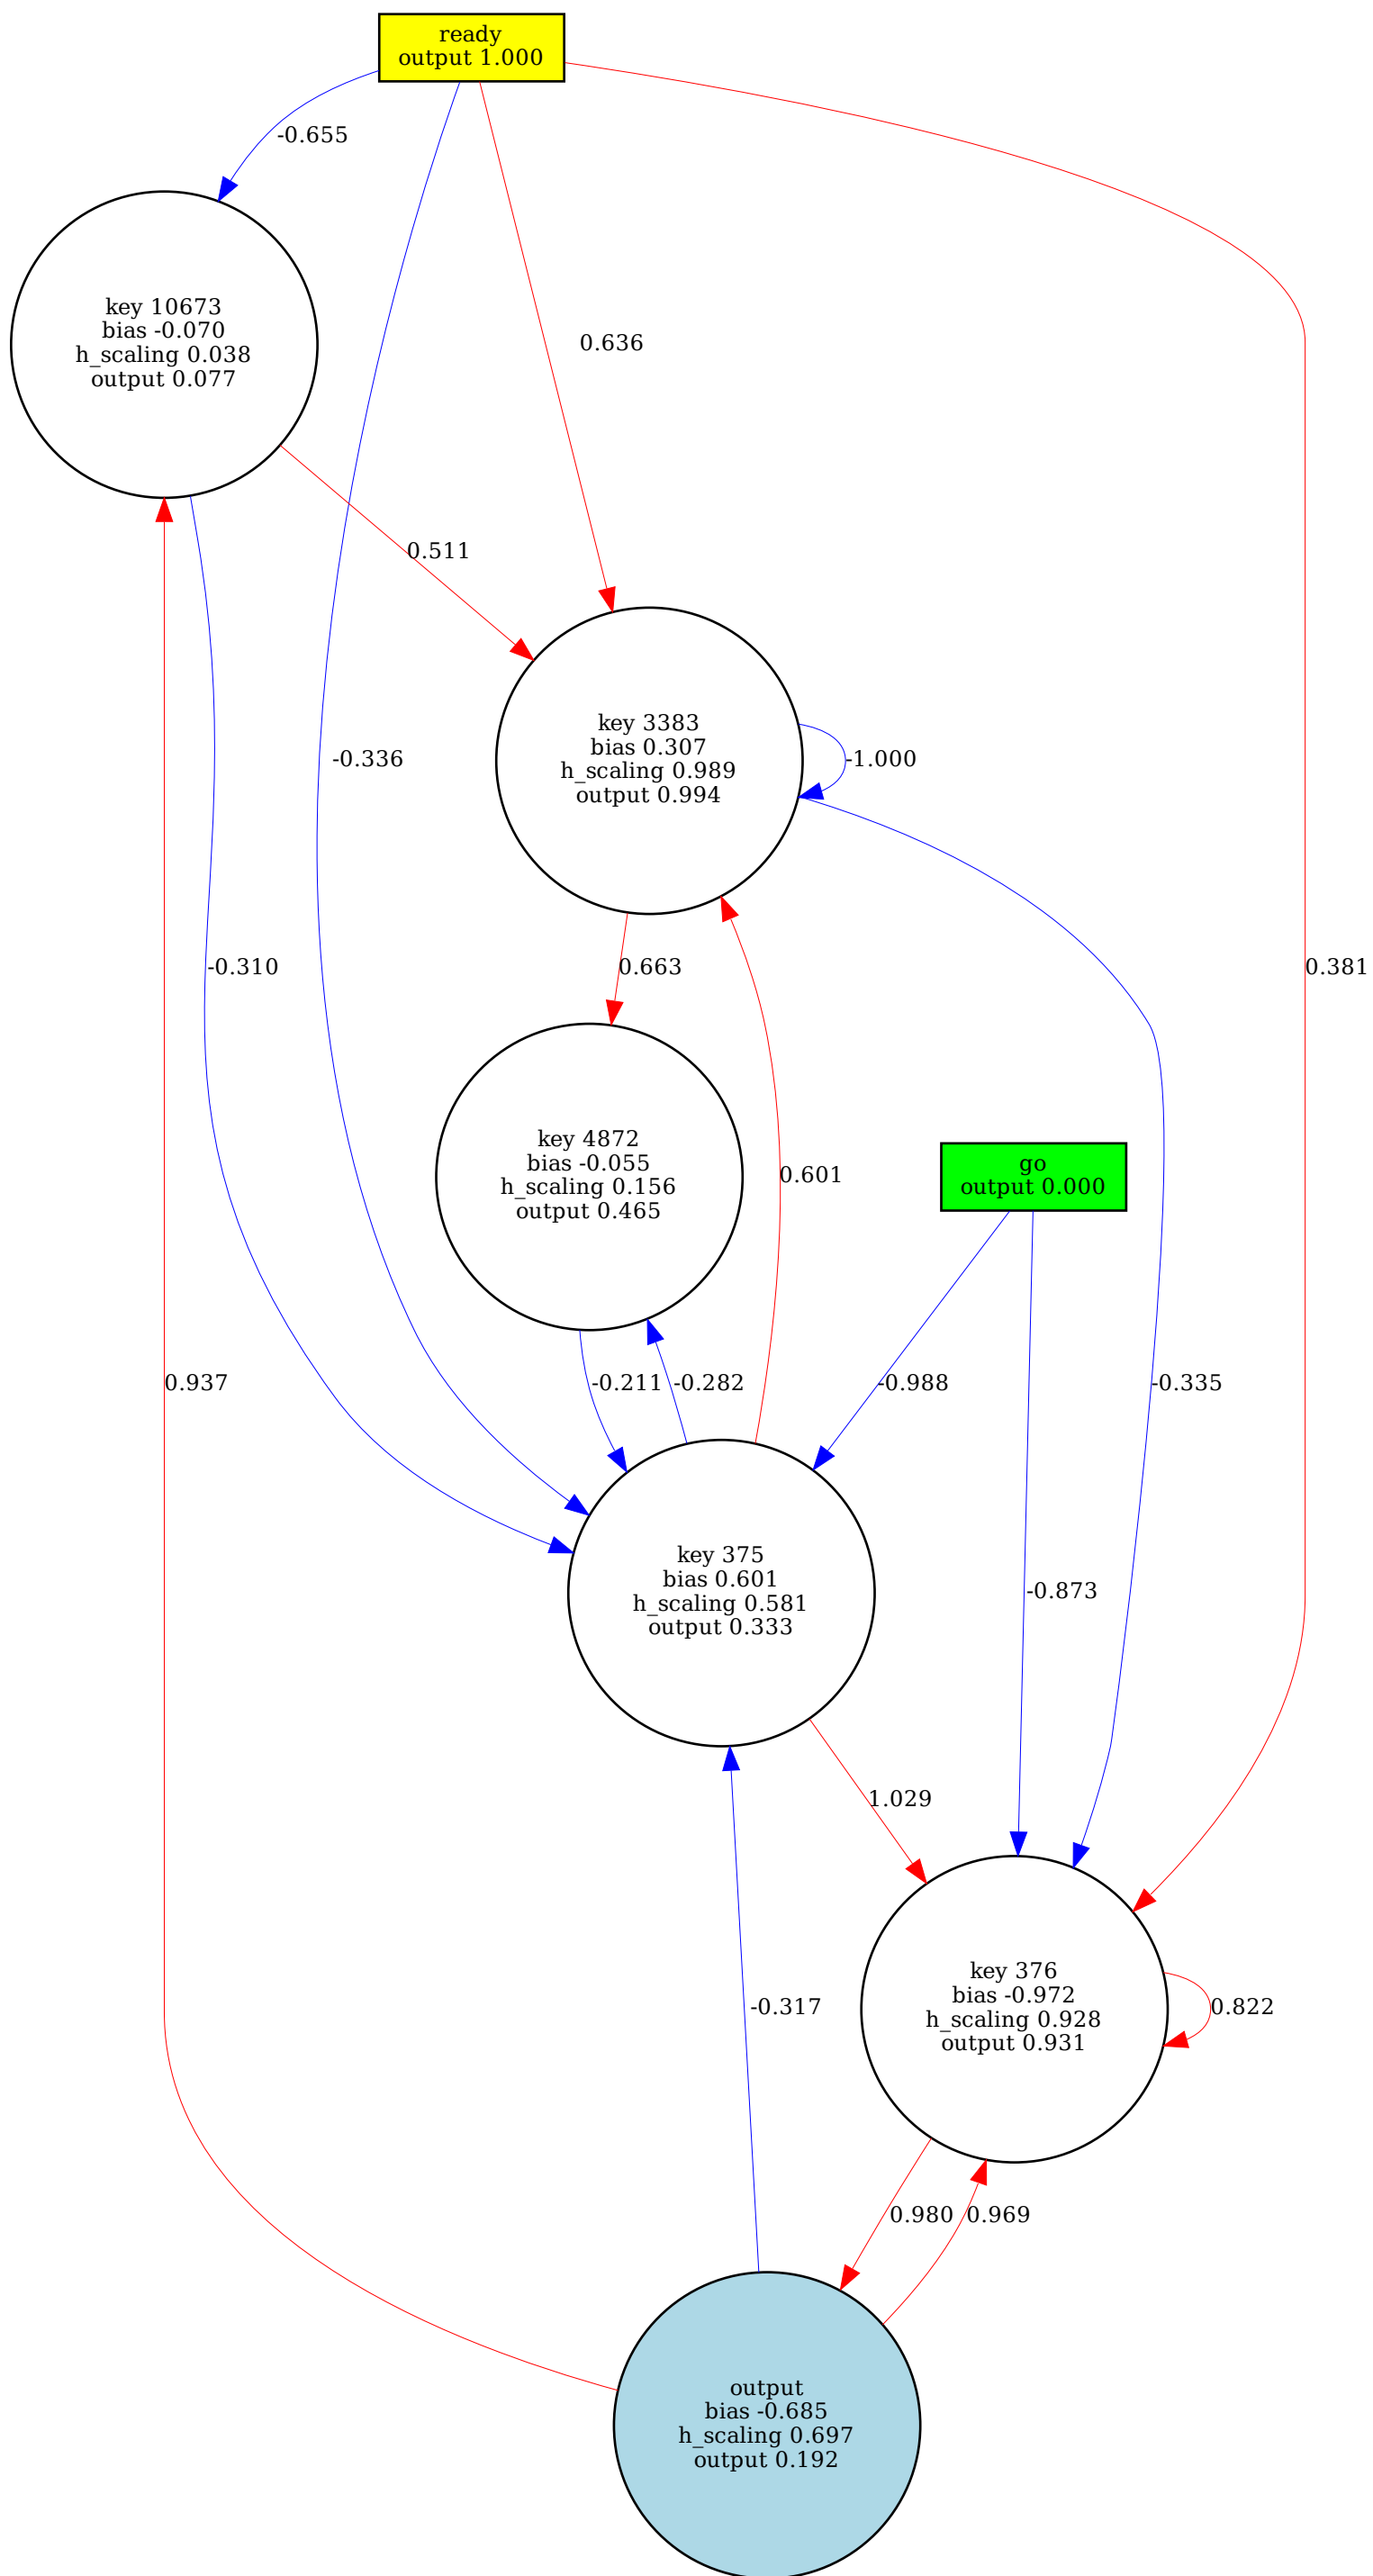 ready
output 1.000
-0.655
key 10673
bias -0.070
h_scaling 0.038
output 0.077
0.636
0.511
key 3383
bias 0.307
h_scaling 0.989
output 0.994
-0.336
-1.000
-0.310
0.663
0.381
key 4872
bias -0.055
h_scaling 0.156
output 0.465
0.601
go
output 0.000
0.937
-0.211
-0.282
-0.988
-0.335
key 375
bias 0.601
h_scaling 0.581
output 0.333
-0.873
1.029
key 376
bias -0.972
h_scaling 0.928
output 0.931
-0.317
0.822
0.980
0.969
output
bias -0.685
h_scaling 0.697
output 0.192